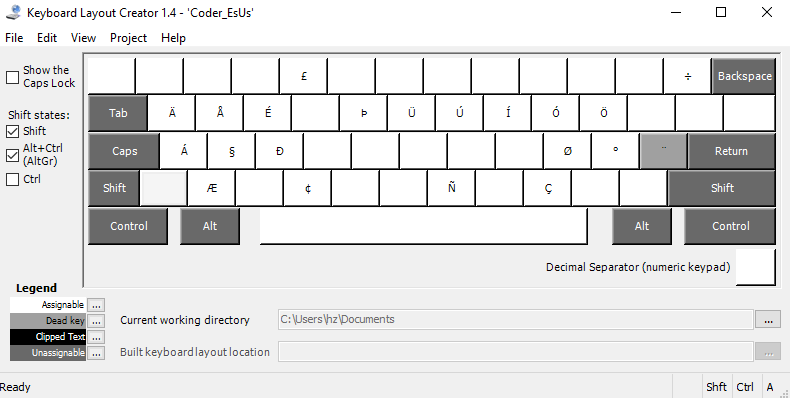 Keyboard Layout Creator 1.4 - 'Coder_EsUs'
File Edit View Project Help
Show the
Caps Lock
Shift states:
Shift
Alt+Ctrl
(AltGr)
Ctrl
£ ÷ Backspace
Tab Ä Å É Þ Ü Ú Í Ó Ö
Caps Á § Ð Ø ° ¨ Return
Shift Æ ¢ Ñ Ç Shift
Control Alt Alt Control
Decimal Separator (numeric keypad)
Legend
Assignable ...
Dead key ...
Clipped Text ...
Unassignable ...
Current working directory C:\Users\hz\Documents ...
Built keyboard layout location ...
Ready Shft Ctrl A